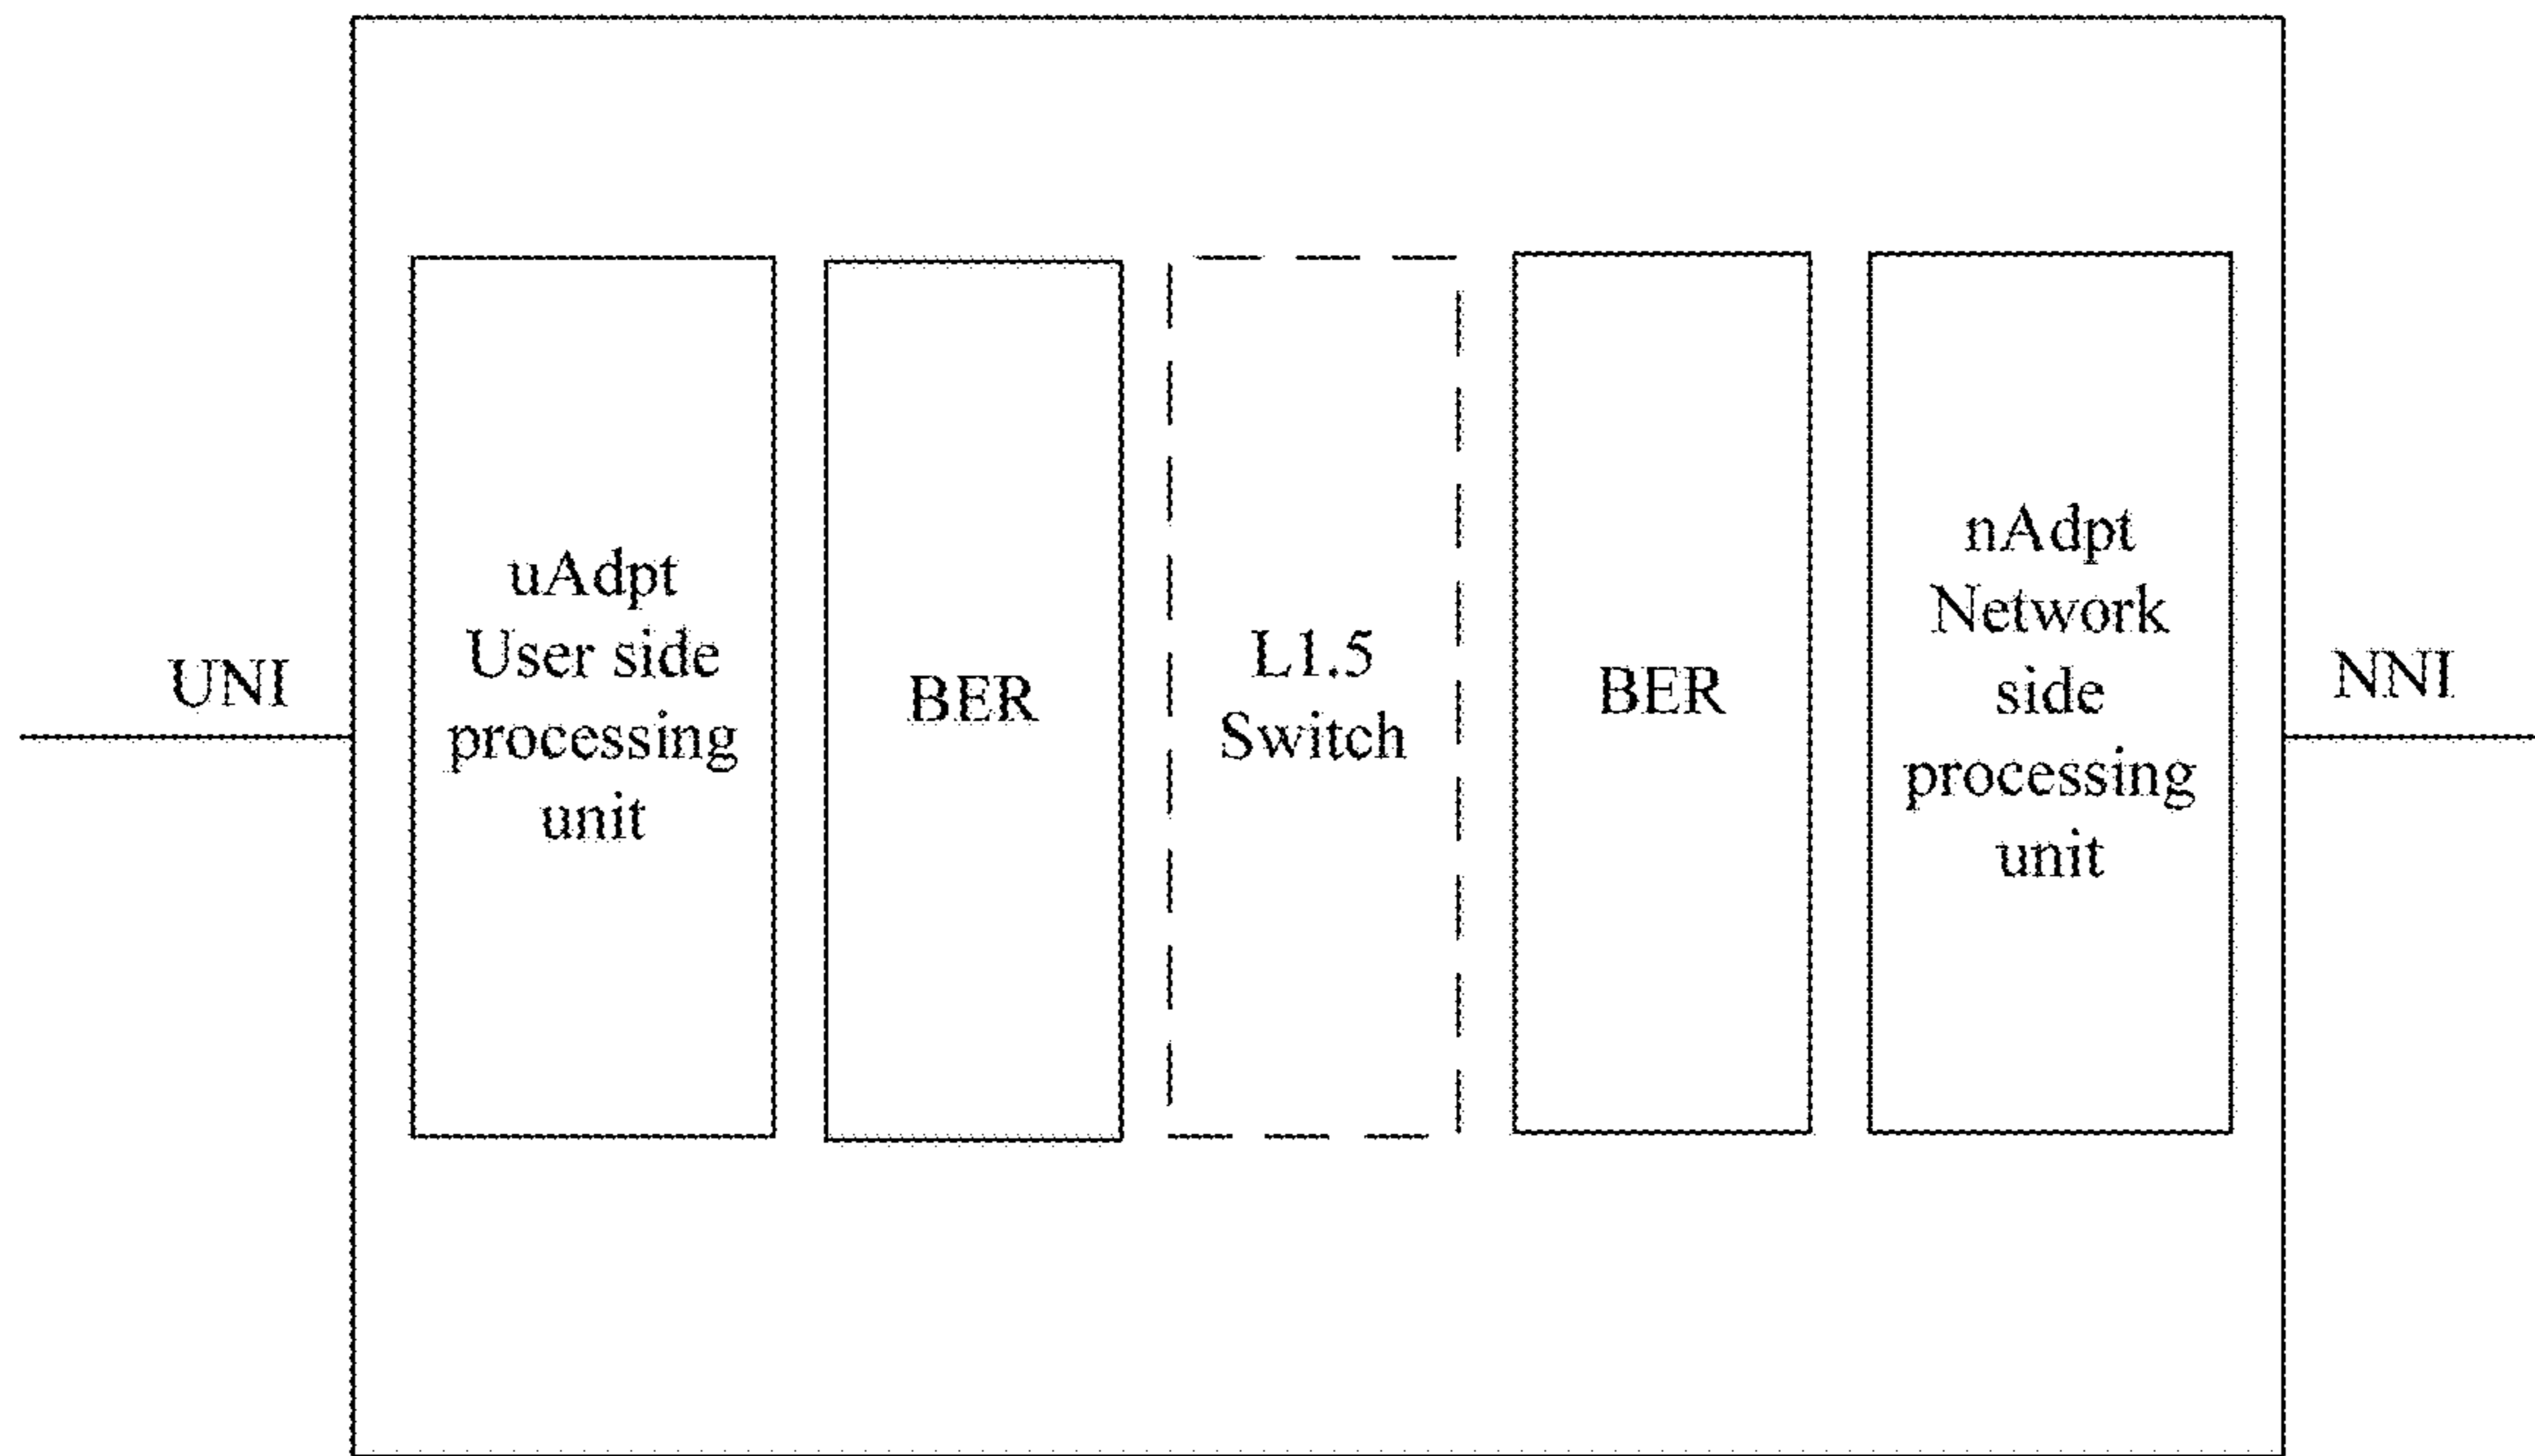 UNI
uAdpt
User side
processing
unit
BER
L1.5
Switch
BER
nAdpt
Network
side
processing
unit
NNI